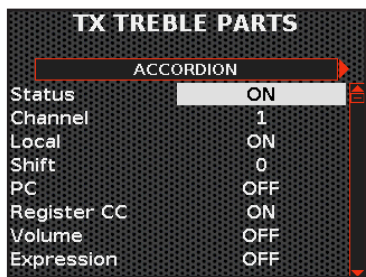 TX TREBLE PARTS
ACCORDION
Status ON
Channel 1
Local ON
Shift 0
PC OFF
Register CC ON
Volume OFF
Expression OFF